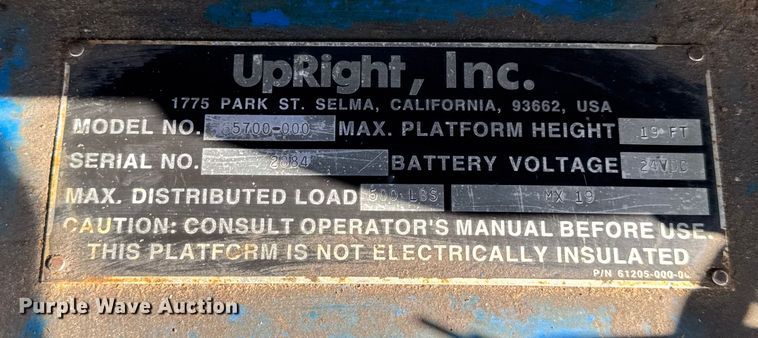 UpRight, Inc.
1775 PARK ST. SELMA, CALIFORNIA, 93662, USA
MODEL NO. 65700-000 MAX. PLATFORM HEIGHT 19 FT
SERIAL NO. 2084 BATTERY VOLTAGE 24VDC
MAX. DISTRIBUTED LOAD 500 LBS MX 19
CAUTION: CONSULT OPERATOR'S MANUAL BEFORE USE.
THIS PLATFORM IS NOT ELECTRICALLY INSULATED
P/N
Purple Wave Auction